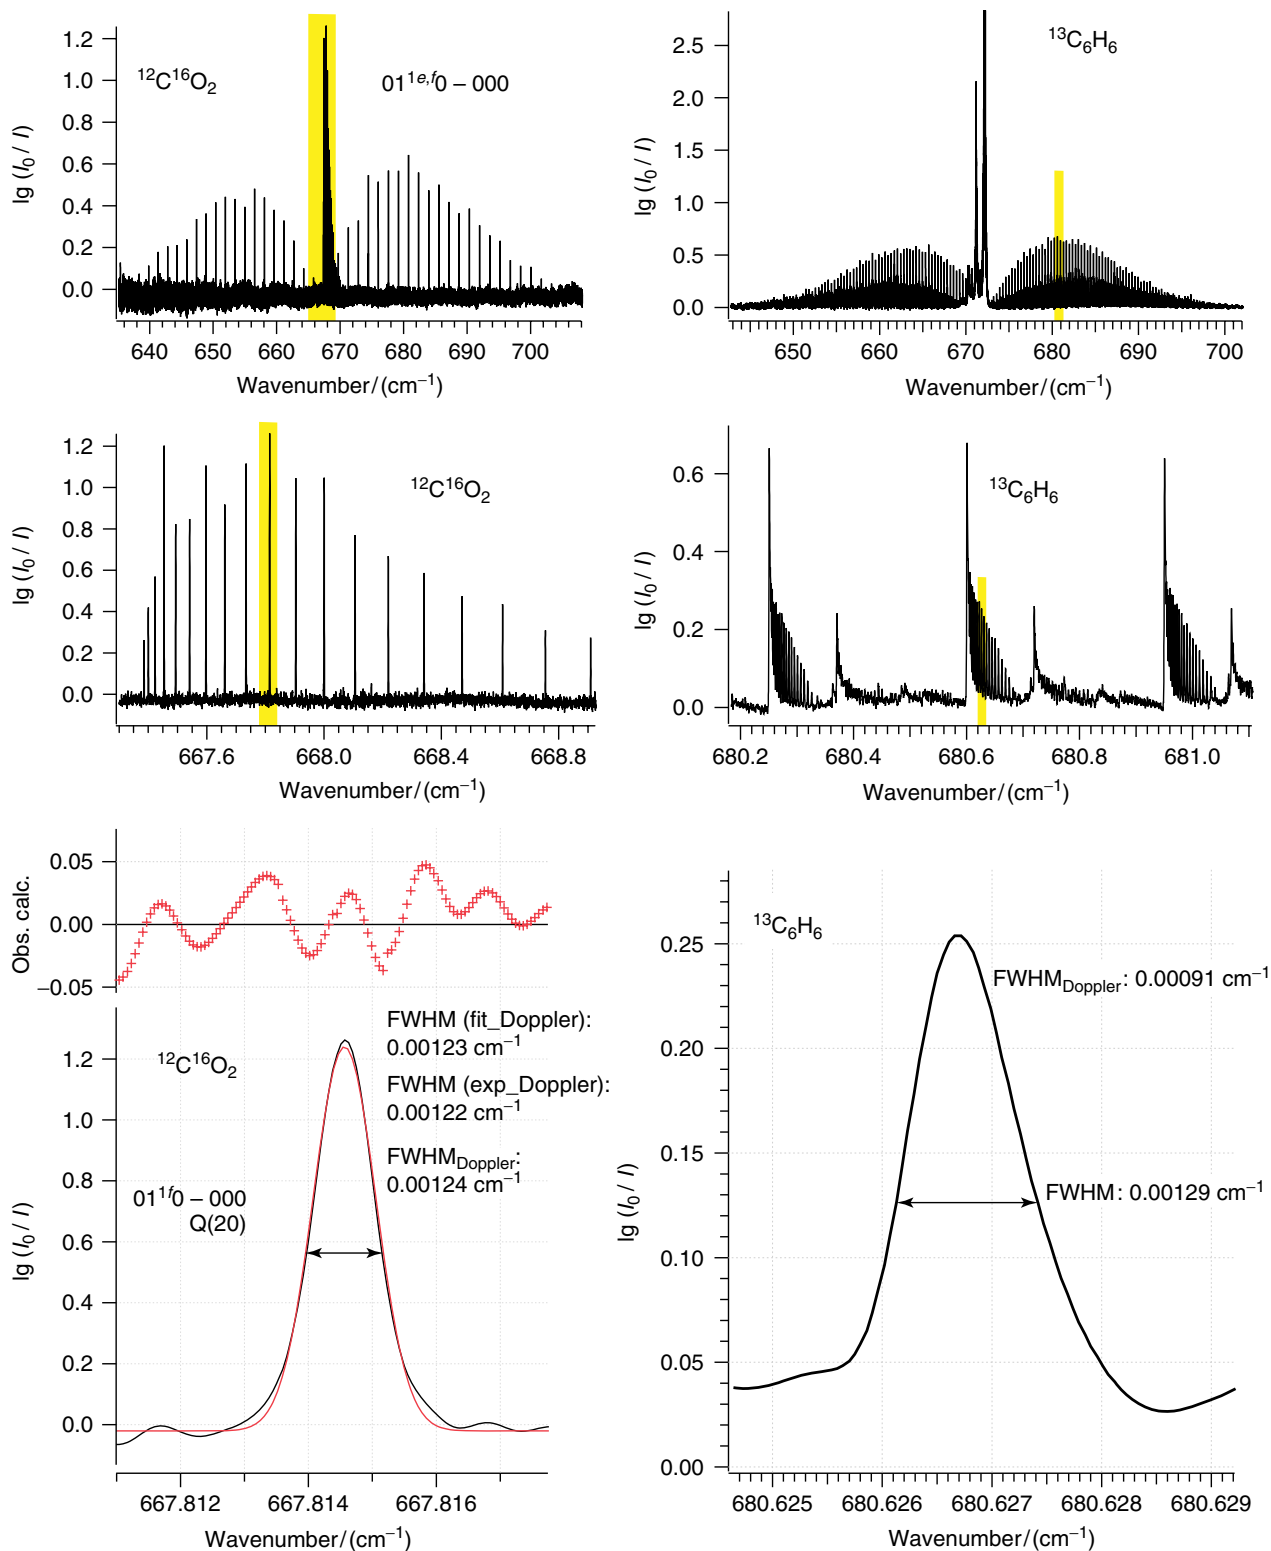 1.2
1.0
0.8
0.6
0.4
0.2
0.0
lg (I₀ / I)
¹²C¹⁶O₂
01¹ᵉ,ᶠ0 – 000
640 650 660 670 680 690 700
Wavenumber/(cm⁻¹)
2.5
2.0
1.5
1.0
0.5
0.0
lg (I₀ / I)
¹³C₆H₆
650 660 670 680 690 700
Wavenumber/(cm⁻¹)
1.2
1.0
0.8
0.6
0.4
0.2
0.0
lg (I₀ / I)
¹²C¹⁶O₂
667.6 668.0 668.4 668.8
Wavenumber/(cm⁻¹)
0.6
0.4
0.2
0.0
lg (I₀ / I)
¹³C₆H₆
680.2 680.4 680.6 680.8 681.0
Wavenumber/(cm⁻¹)
0.05
0.00
−0.05
Obs. calc.
1.2
1.0
0.8
0.6
0.4
0.2
0.0
lg (I₀ / I)
¹²C¹⁶O₂
FWHM (fit_Doppler):
0.00123 cm⁻¹
FWHM (exp_Doppler):
0.00122 cm⁻¹
FWHM_Doppler:
0.00124 cm⁻¹
01¹ᶠ0 – 000
Q(20)
667.812 667.814 667.816
Wavenumber/(cm⁻¹)
0.25
0.20
0.15
0.10
0.05
0.00
lg (I₀ / I)
¹³C₆H₆
FWHM_Doppler: 0.00091 cm⁻¹
FWHM: 0.00129 cm⁻¹
680.625 680.626 680.627 680.628 680.629
Wavenumber/(cm⁻¹)